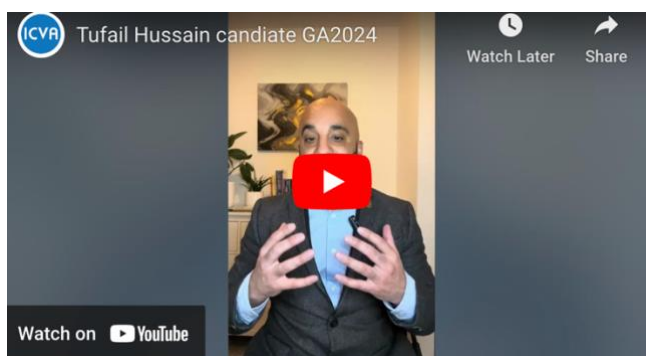 ICVA
Tufail Hussain candiate GA2024
Watch Later
Share
Watch on YouTube